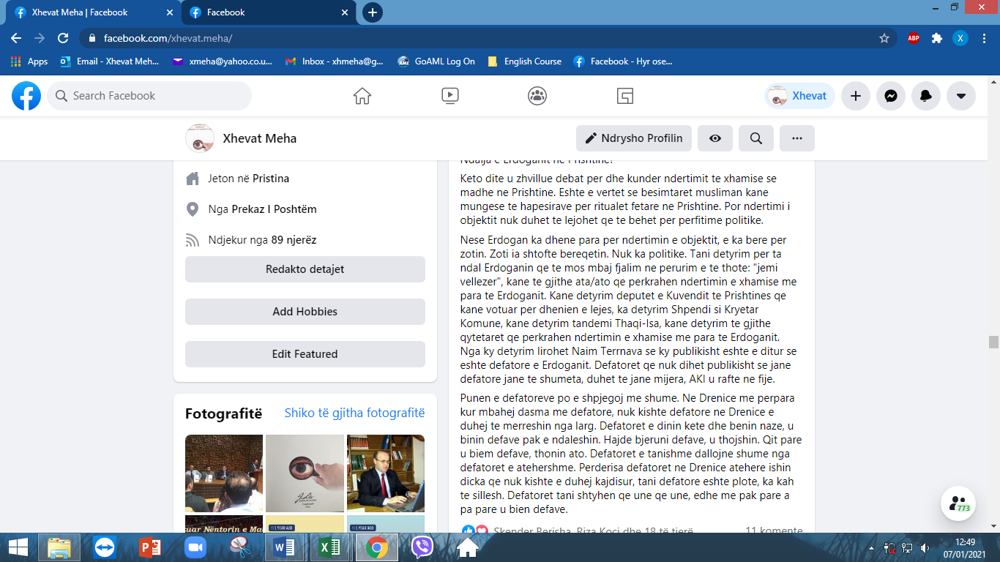 Xhevat Meha | Facebook
Facebook
facebook.com/xhevat.meha/
ABP
X
Apps
Email - Xhevat Meh...
xmeha@yahoo.co.u...
Inbox - xhmeha@g...
GoAML Log On
English Course
Facebook - Hyr ose...
Search Facebook
Xhevat
Xhevat Meha
Ndrysho Profilin
Jeton në Pristina
Nga Prekaz I Poshtëm
Ndjekur nga 89 njerëz
Redakto detajet
Add Hobbies
Edit Featured
Fotografitë
Shiko të gjitha fotografitë
1 YEAR AGO
1 YEAR AGO
Ndalja e Erdoganit ne Prishtine!
Keto dite u zhvillue debat per dhe kunder ndertimit te xhamise se
madhe ne Prishtine. Eshte e vertet se besimtaret musliman kane
mungese te hapesirave per ritualet fetare ne Prishtine. Por ndertimi i
objektit nuk duhet te lejohet qe te behet per perfitime politike.
Nese Erdogan ka dhene para per ndertimin e objektit, e ka bere per
zotin. Zoti ia shtofte bereqetin. Nuk ka politike. Tani detyrim per ta
ndal Erdoganin qe te mos mbaj fjalim ne perurim e te thote: "jemi
vellezer", kane te gjithe ata/ato qe perkrahen ndertimin e xhamise me
para te Erdoganit. Kane detyrim deputet e Kuvendit te Prishtines qe
kane votuar per dhenien e lejes, ka detyrim Shpendi si Kryetar
Komune, kane detyrim tandemi Thaqi-Isa, kane detyrim te gjithe
qytetaret qe perkrahen ndertimin e xhamise me para te Erdoganit.
Nga ky detyrim lirohet Naim Terrnava se ky publikisht eshte e ditur se
eshte defatore e Erdoganit. Defatoret qe nuk dihet publikisht se jane
defatore jane te shumeta, duhet te jane mijera, AKI u rafte ne fije.
Punen e defatoreve po e shpjegoj me shume. Ne Drenice me perpara
kur mbahej dasma me defatore, nuk kishte defatore ne Drenice e
duhej te merreshin nga larg. Defatoret e dinin kete dhe benin naze, u
binin defave pak e ndaleshin. Hajde bjeruni defave, u thojshin. Qit pare
u biem defave, thonin ato. Defatoret e tanishme dallojne shume nga
defatoret e atehershme. Perderisa defatoret ne Drenice atehere ishin
dicka qe nuk kishte e duhej kajdisur, tani defatore eshte plote, ka kah
te sillesh. Defatoret tani shtyhen qe une qe une, edhe me pak pare a
pa pare u bien defave.
Skender Berisha, Riza Koci dhe 18 të tjerë
11 komente
773
12:49
07/01/2021